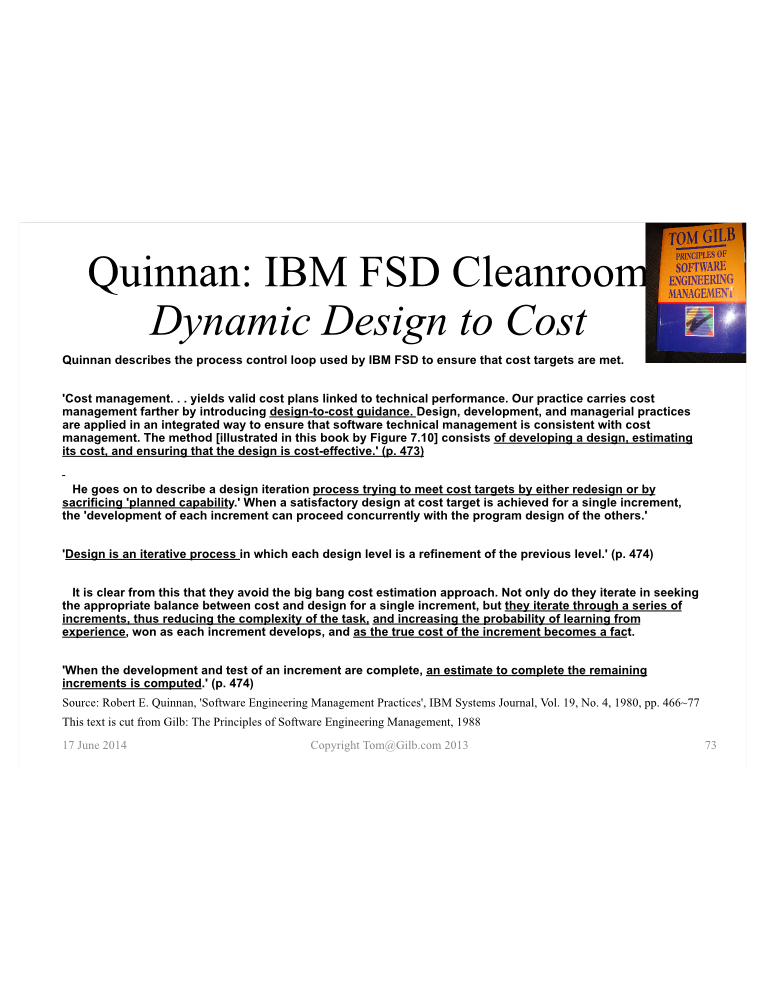 Quinnan: IBM FSD Cleanroom
Dynamic Design to Cost
TOM GILB
PRINCIPLES OF
SOFTWARE
ENGINEERING
MANAGEMENT
Quinnan describes the process control loop used by IBM FSD to ensure that cost targets are met.
'Cost management. . . yields valid cost plans linked to technical performance. Our practice carries cost
management farther by introducing design-to-cost guidance. Design, development, and managerial practices
are applied in an integrated way to ensure that software technical management is consistent with cost
management. The method [illustrated in this book by Figure 7.10] consists of developing a design, estimating
its cost, and ensuring that the design is cost-effective.' (p. 473)
He goes on to describe a design iteration process trying to meet cost targets by either redesign or by
sacrificing 'planned capability.' When a satisfactory design at cost target is achieved for a single increment,
the 'development of each increment can proceed concurrently with the program design of the others.'
'Design is an iterative process in which each design level is a refinement of the previous level.' (p. 474)
It is clear from this that they avoid the big bang cost estimation approach. Not only do they iterate in seeking
the appropriate balance between cost and design for a single increment, but they iterate through a series of
increments, thus reducing the complexity of the task, and increasing the probability of learning from
experience, won as each increment develops, and as the true cost of the increment becomes a fact.
'When the development and test of an increment are complete, an estimate to complete the remaining
increments is computed.' (p. 474)
Source: Robert E. Quinnan, 'Software Engineering Management Practices', IBM Systems Journal, Vol. 19, No. 4, 1980, pp. 466~77
This text is cut from Gilb: The Principles of Software Engineering Management, 1988
17 June 2014
Copyright Tom@Gilb.com 2013
73